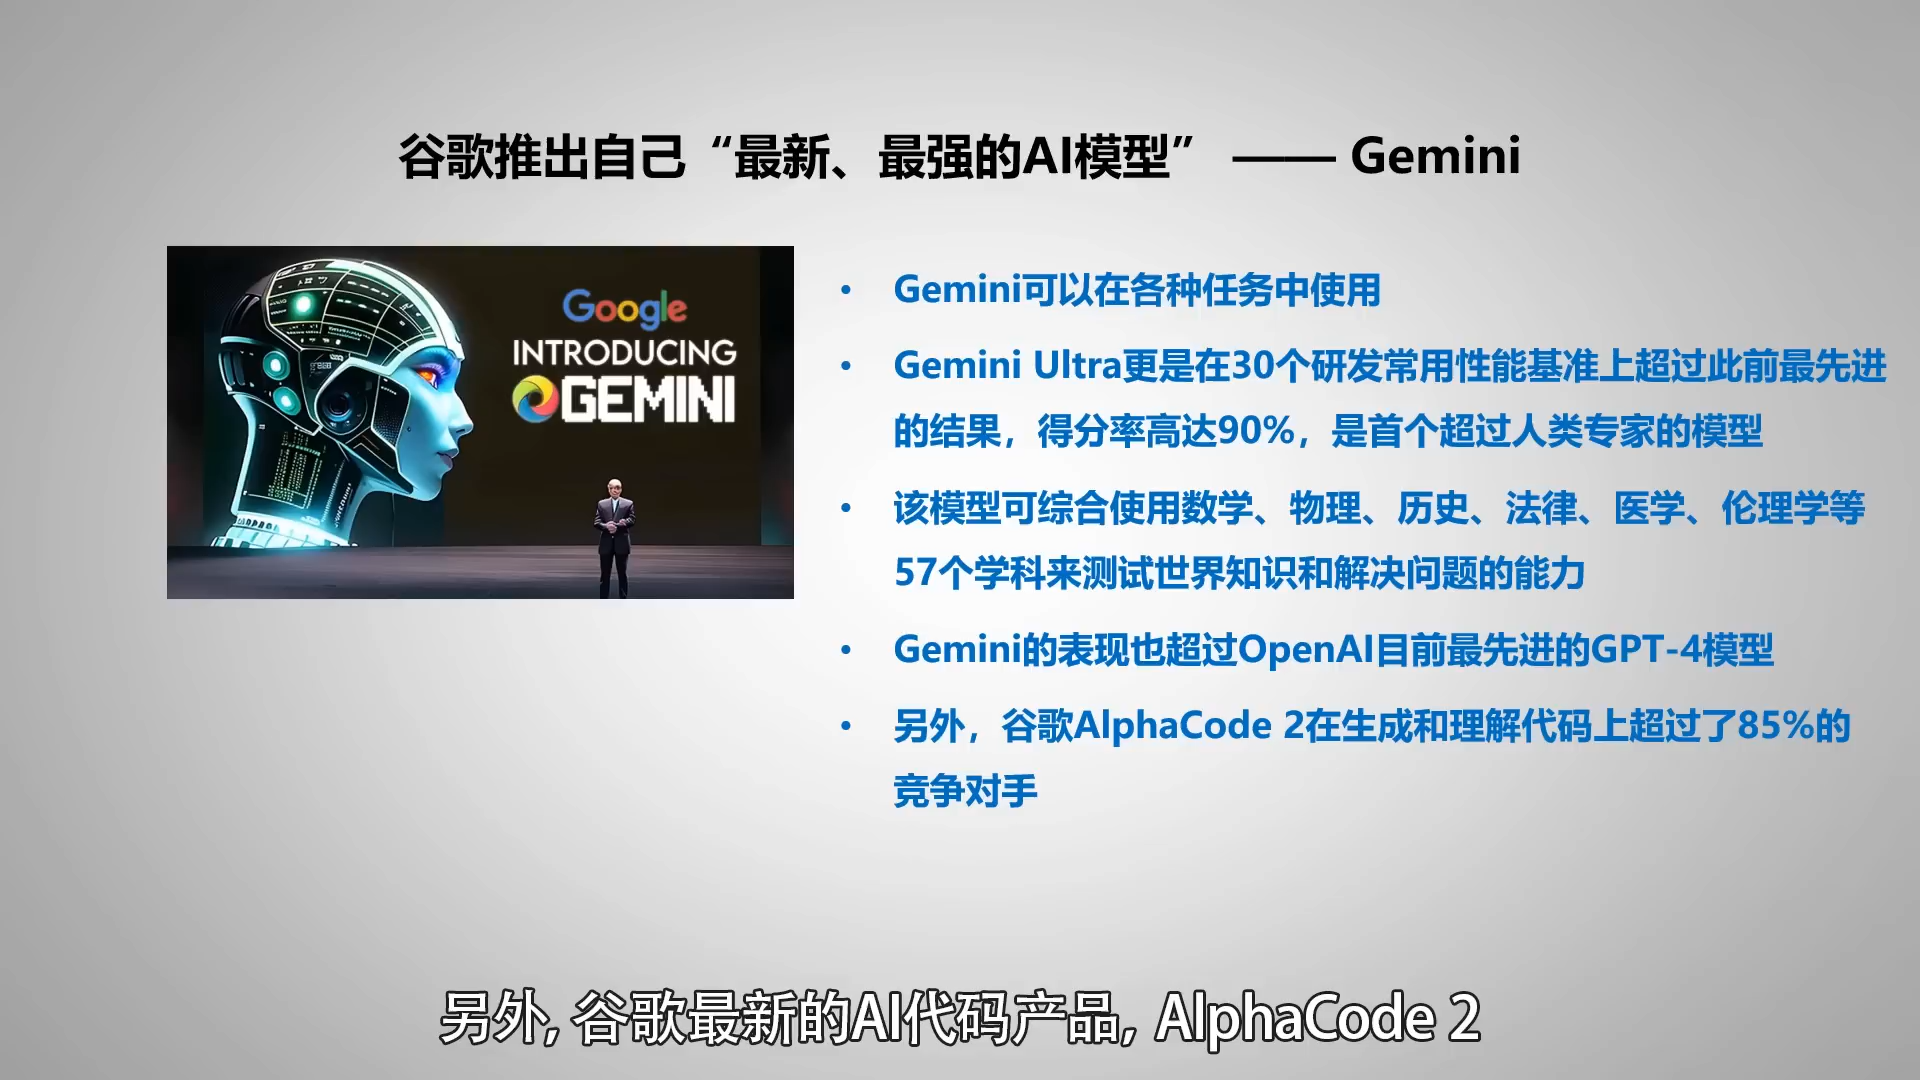 谷歌推出自己“最新、最强的AI模型” —— Gemini
Google
INTRODUCING
GEMINI
• Gemini可以在各种任务中使用
• Gemini Ultra更是在30个研发常用性能基准上超过此前最先进
的结果，得分率高达90%，是首个超过人类专家的模型
• 该模型可综合使用数学、物理、历史、法律、医学、伦理学等
57个学科来测试世界知识和解决问题的能力
• Gemini的表现也超过OpenAI目前最先进的GPT-4模型
• 另外，谷歌AlphaCode 2在生成和理解代码上超过了85%的
竞争对手
另外, 谷歌最新的AI代码产品, AlphaCode 2